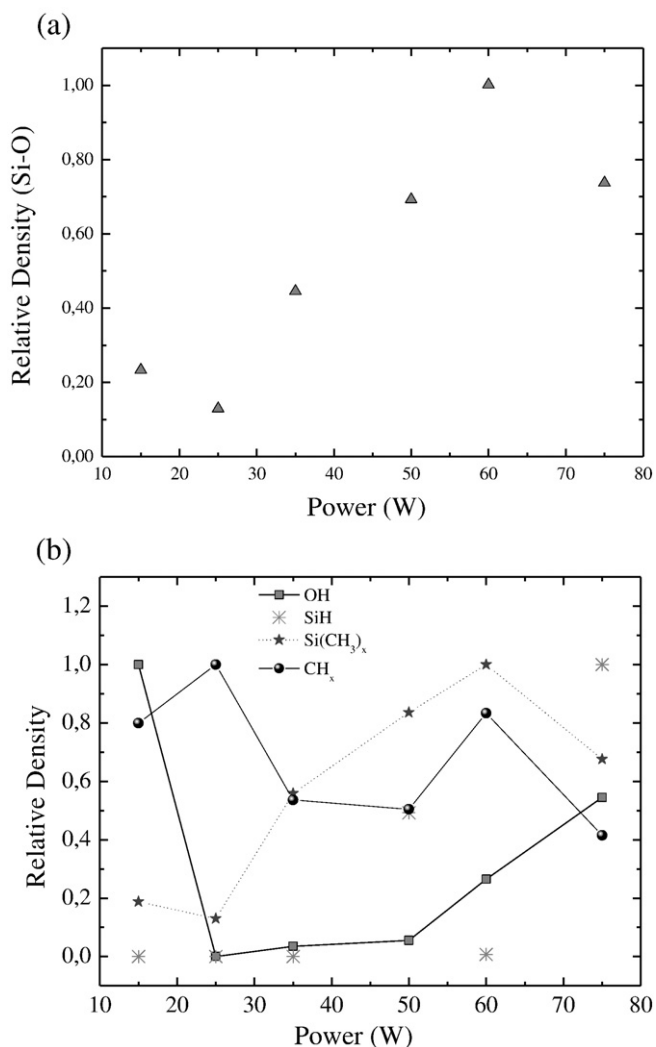 (a)
Relative Density (Si-O)
1,00
0,80
0,60
0,40
0,20
0,00
10 20 30 40 50 60 70 80
Power (W)
(b)
Relative Density
1,2
1,0
0,8
0,6
0,4
0,2
0,0
OH
SiH
Si(CH₃)ₓ
CHₓ
10 20 30 40 50 60 70 80
Power (W)